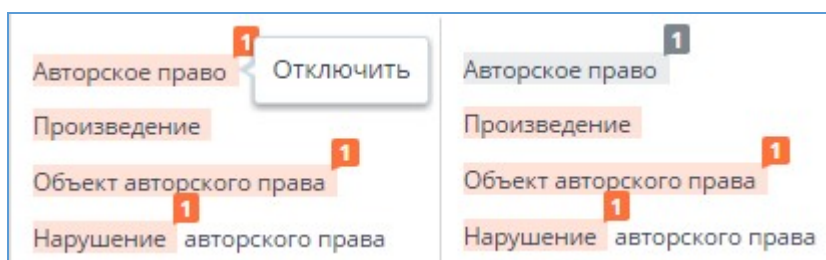 1
Авторское право
Отключить
Произведение
1
Объект авторского права
1
Нарушение авторского права
1
Авторское право
Произведение
1
Объект авторского права
1
Нарушение авторского права